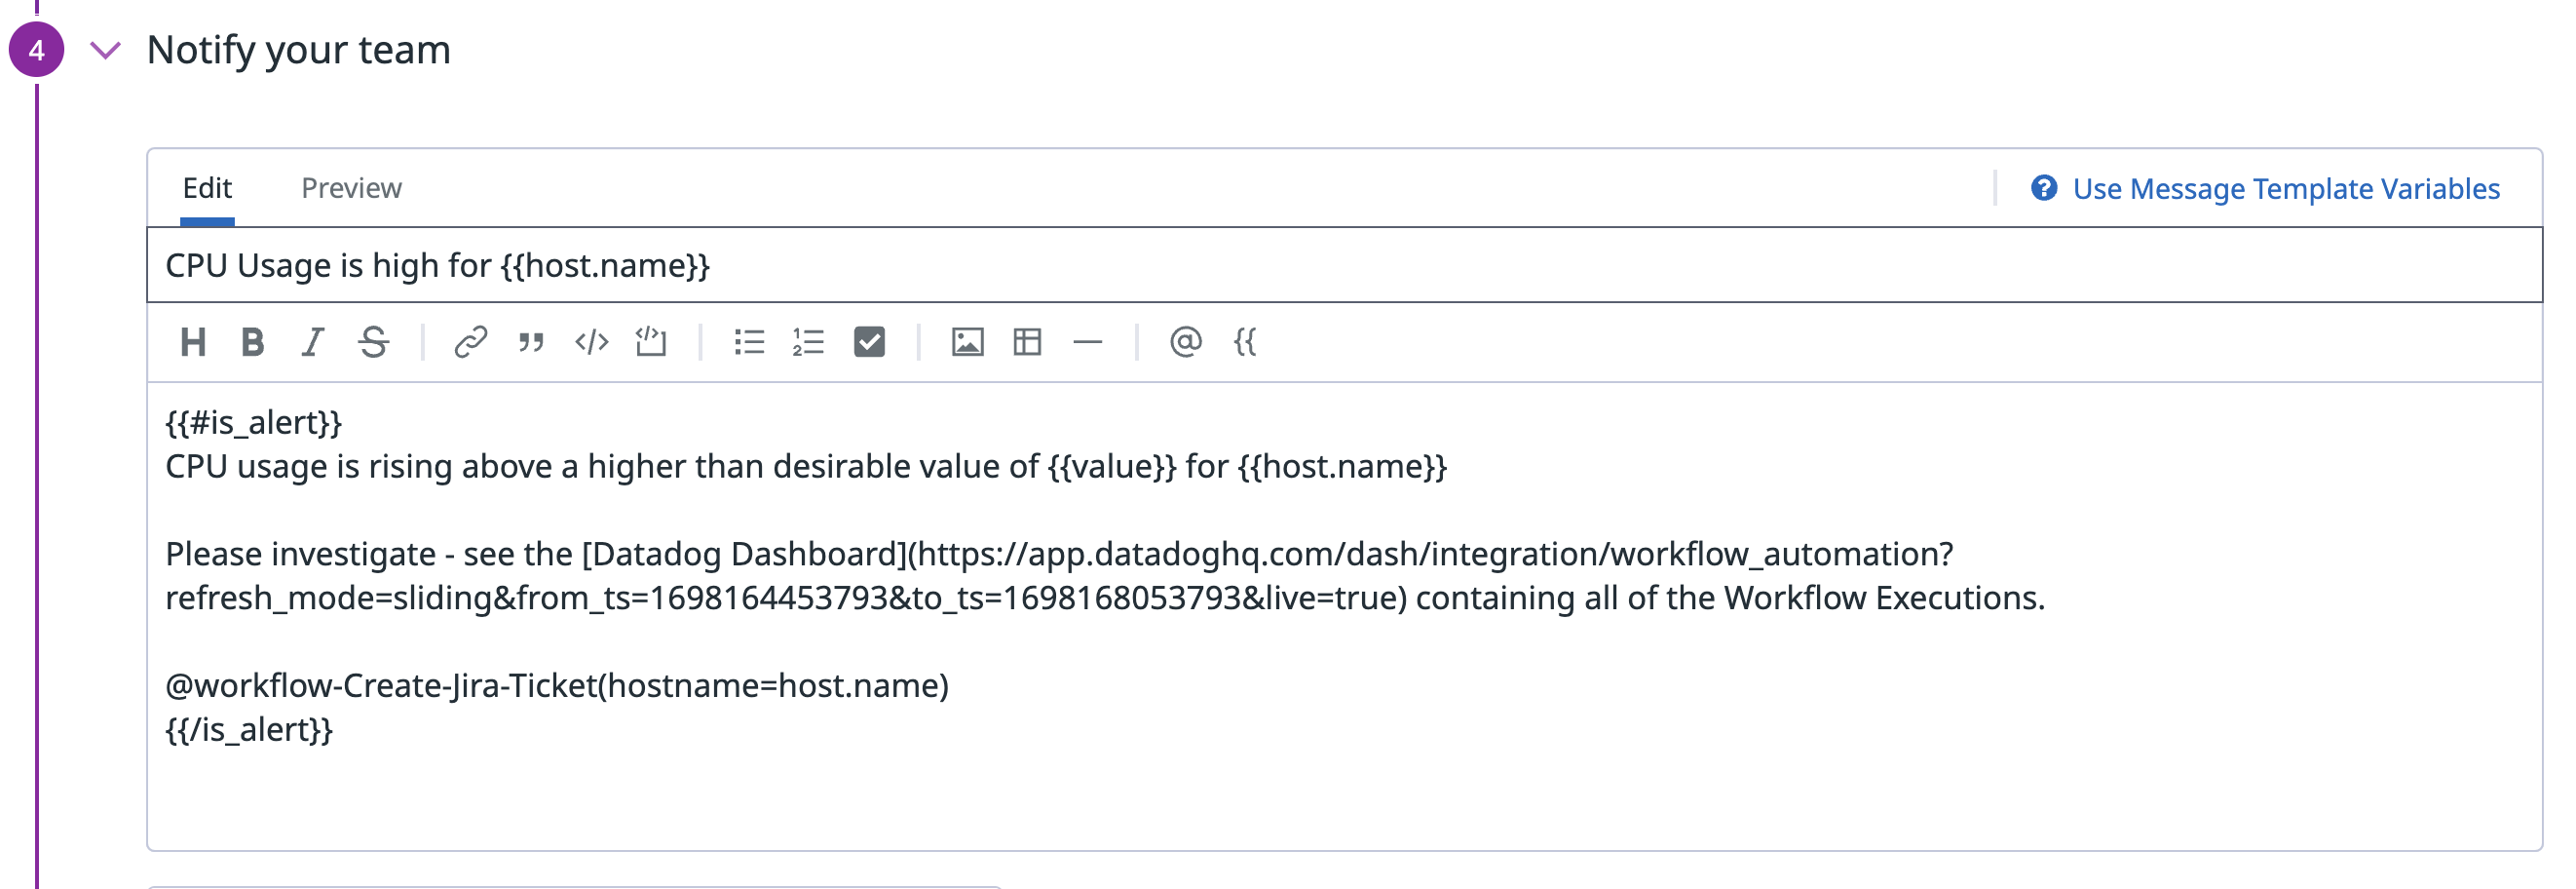 4
Notify your team
Edit
Preview
Use Message Template Variables
CPU Usage is high for {{host.name}}
{{#is_alert}}
CPU usage is rising above a higher than desirable value of {{value}} for {{host.name}}
Please investigate - see the [Datadog Dashboard](https://app.datadoghq.com/dash/integration/workflow_automation?
refresh_mode=sliding&from_ts=1698164453793&to_ts=1698168053793&live=true) containing all of the Workflow Executions.
@workflow-Create-Jira-Ticket(hostname=host.name)
{{/is_alert}}